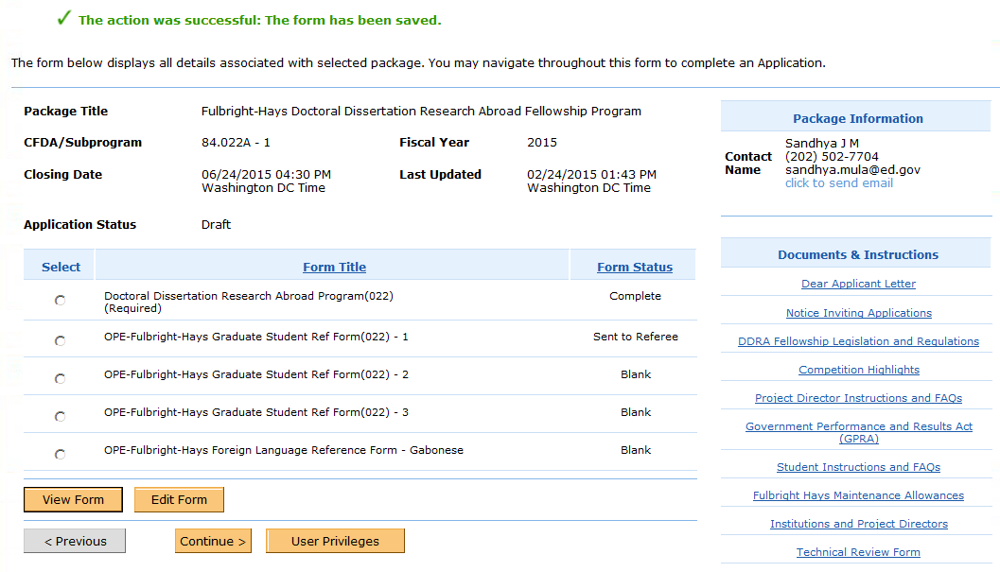 The action was successful: The form has been saved.
The form below displays all details associated with selected package. You may navigate throughout this form to complete an Application.
Package Title Fulbright-Hays Doctoral Dissertation Research Abroad Fellowship Program
CFDA/Subprogram 84.022A - 1 Fiscal Year 2015
Closing Date 06/24/2015 04:30 PM Last Updated 02/24/2015 01:43 PM
Washington DC Time Washington DC Time
Application Status Draft
Select Form Title Form Status
Doctoral Dissertation Research Abroad Program(022) Complete
(Required)
OPE-Fulbright-Hays Graduate Student Ref Form(022) - 1 Sent to Referee
OPE-Fulbright-Hays Graduate Student Ref Form(022) - 2 Blank
OPE-Fulbright-Hays Graduate Student Ref Form(022) - 3 Blank
OPE-Fulbright-Hays Foreign Language Reference Form - Gabonese Blank
View Form Edit Form
< Previous Continue > User Privileges
Package Information
Sandhya J M
Contact (202) 502-7704
Name sandhya.mula@ed.gov
click to send email
Documents & Instructions
Dear Applicant Letter
Notice Inviting Applications
DDRA Fellowship Legislation and Regulations
Competition Highlights
Project Director Instructions and FAQs
Government Performance and Results Act
(GPRA)
Student Instructions and FAQs
Fulbright Hays Maintenance Allowances
Institutions and Project Directors
Technical Review Form